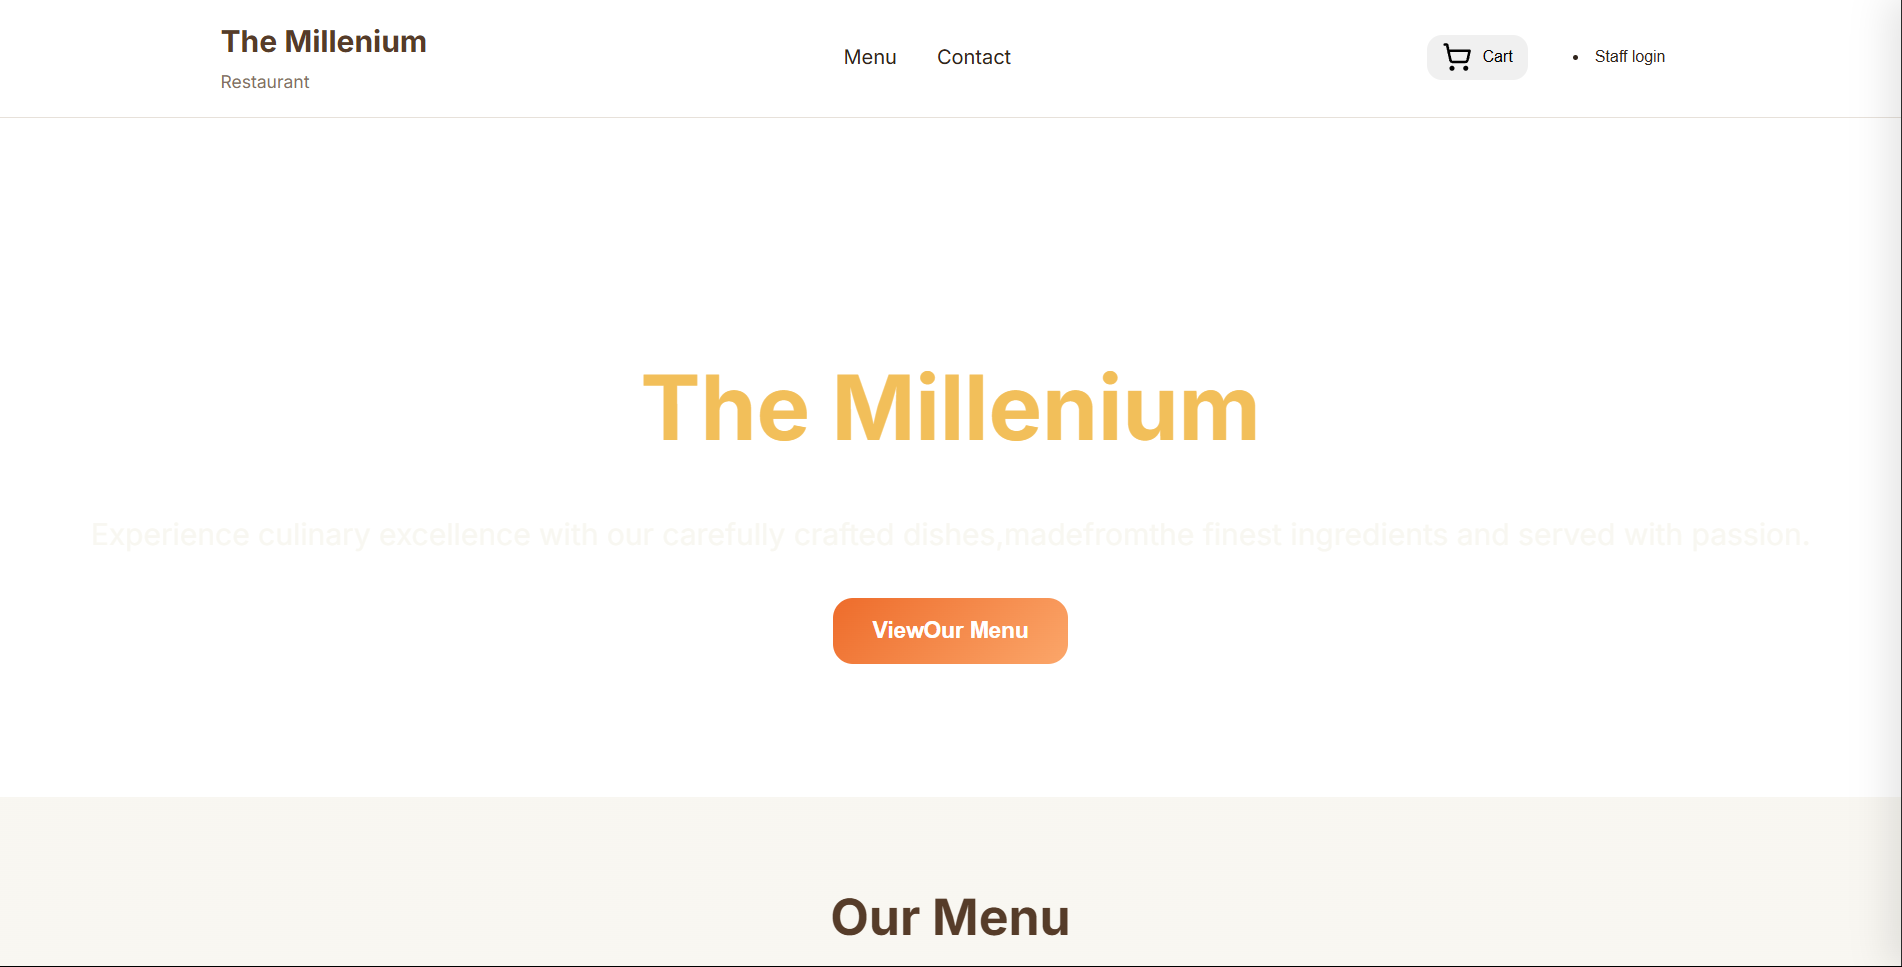 The Millenium
Restaurant
Menu
Contact
Cart
• Staff login
The Millenium
Experience culinary excellence with our carefully crafted dishes,madefromthe finest ingredients and served with passion.
ViewOur Menu
Our Menu